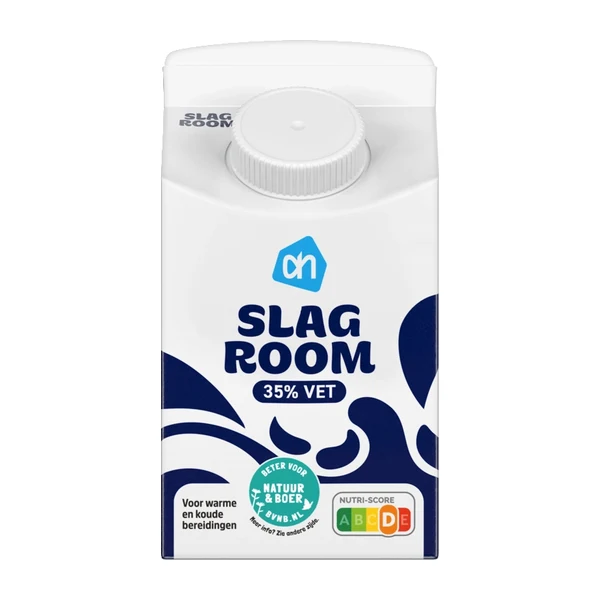 SLAG
ROOM
ah
SLAG
ROOM
35% VET
BETER VOOR
NATUUR
& BOER
BVNB.NL
Meer info? Zie andere zijde.
Voor warme
en koude
bereidingen
NUTRI-SCORE
ABCDE